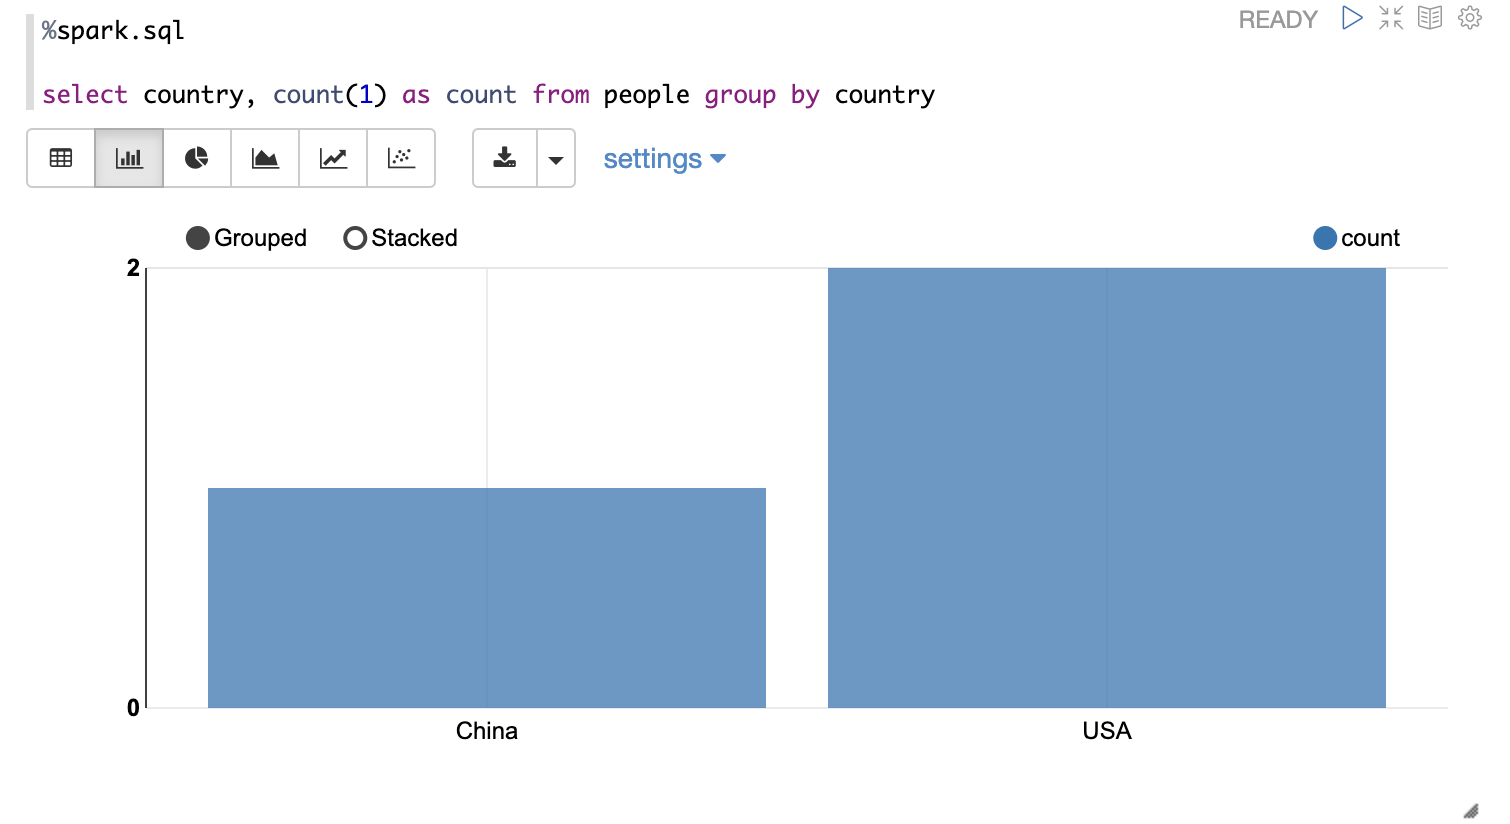 %spark.sql
READY
select country, count(1) as count from people group by country
settings
Grouped Stacked count
2
0
China USA